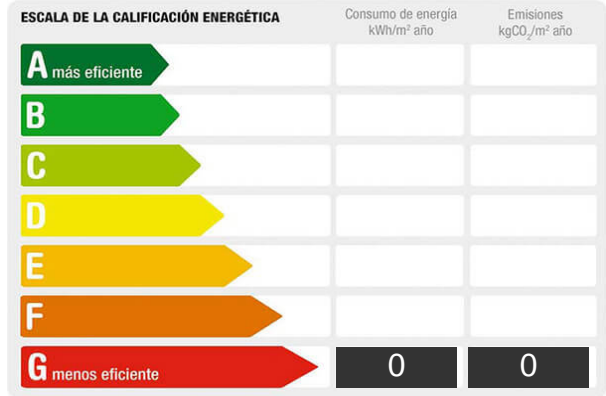 ESCALA DE LA CALIFICACIÓN ENERGÉTICA
Consumo de energía
kWh/m² año
Emisiones
kgCO₂/m² año
A más eficiente
B
C
D
E
F
G menos eficiente
0
0